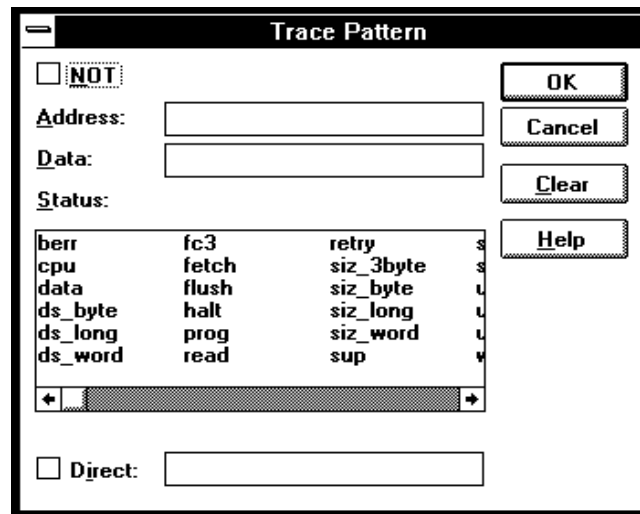 Trace Pattern
NOT
OK
Address:
Cancel
Data:
Clear
Status:
Help
berr fc3 retry s
cpu fetch siz_3byte s
data flush siz_byte u
ds_byte halt siz_long u
ds_long prog siz_word u
ds_word read sup w
Direct: